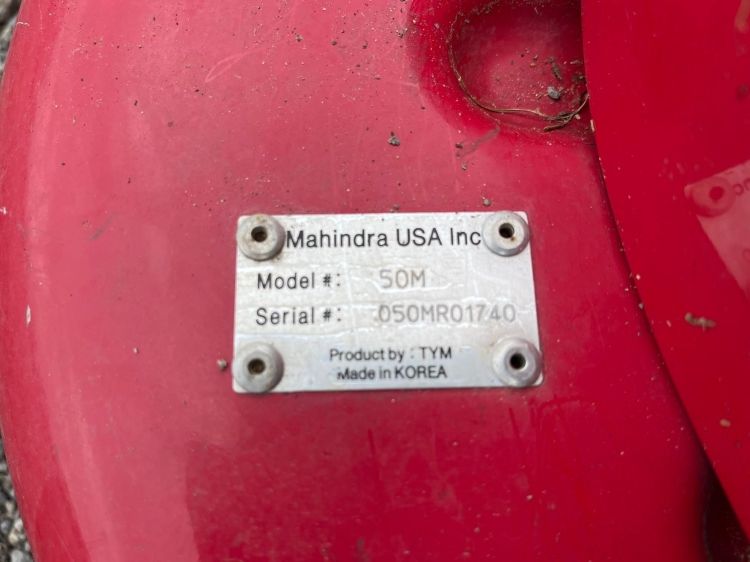 Mahindra USA Inc
Model #: 50M
Serial #: 050MR01740
Product by : TYM
Made in KOREA